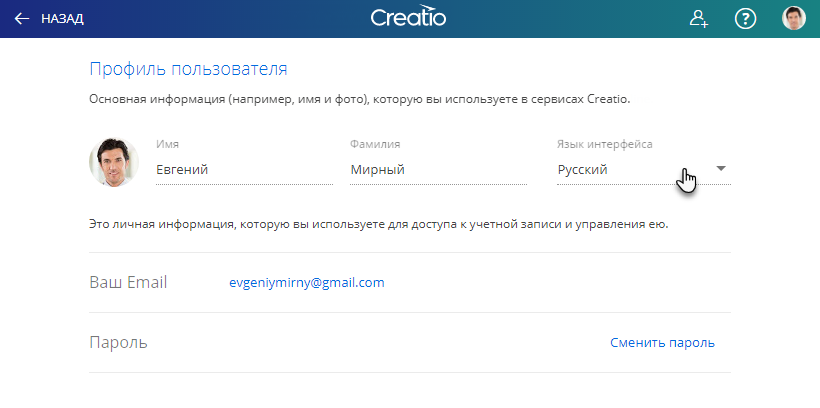 НАЗАД
Creatio
?
Профиль пользователя
Основная информация (например, имя и фото), которую вы используете в сервисах Creatio.
Имя
Фамилия
Язык интерфейса
Евгений
Мирный
Русский
Это личная информация, которую вы используете для доступа к учетной записи и управления ею.
Ваш Email
evgeniymirny@gmail.com
Пароль
Сменить пароль